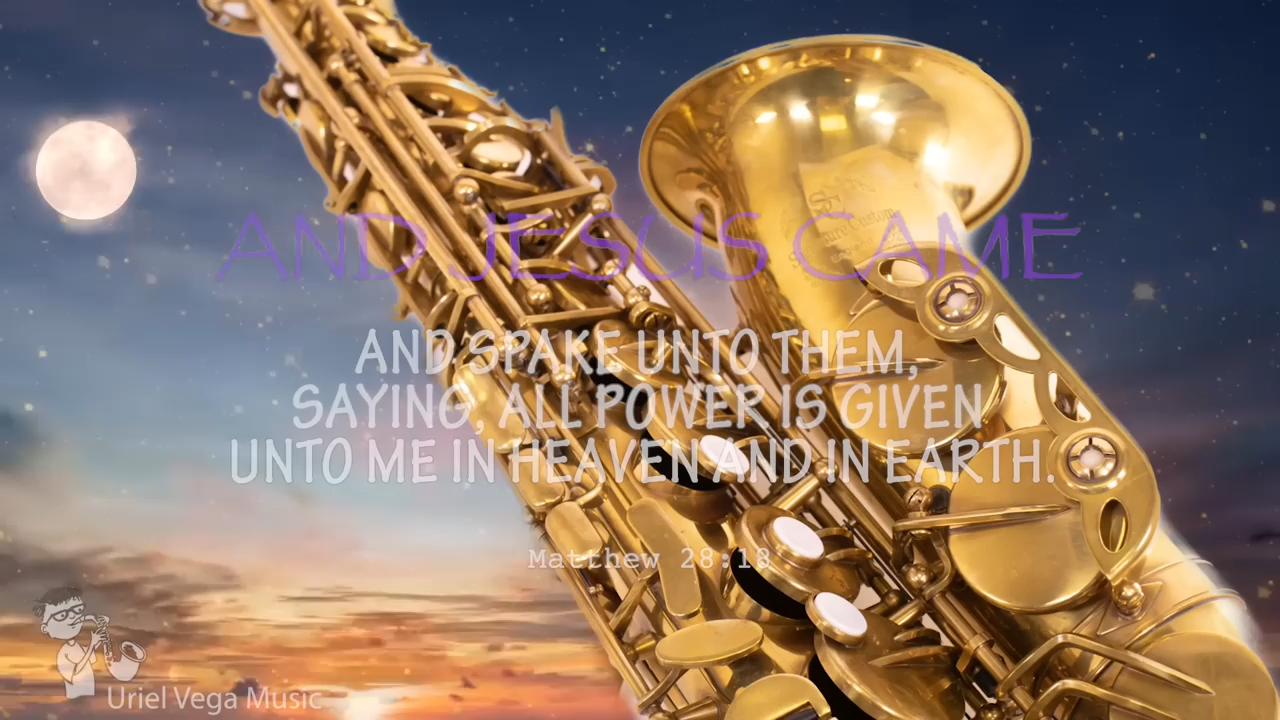 AND JESUS CAME
AND SPAKE UNTO THEM,
SAYING, ALL POWER IS GIVEN
UNTO ME IN HEAVEN AND IN EARTH.
Matthew 28:18
Uriel Vega Music